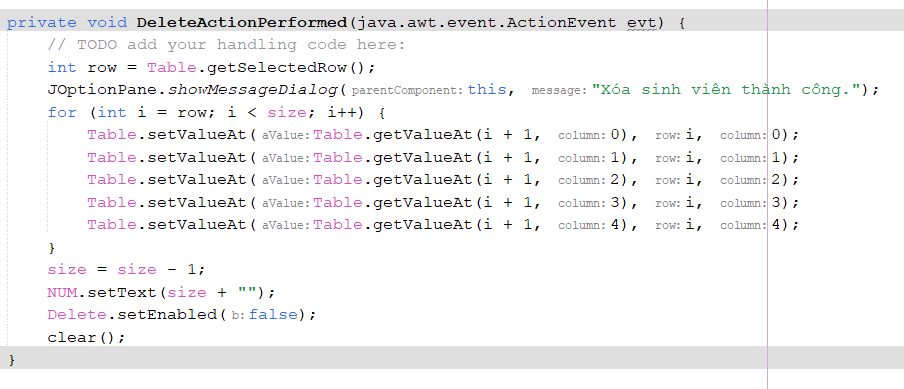 private void DeleteActionPerformed(java.awt.event.ActionEvent evt) {
// TODO add your handling code here:
int row = Table.getSelectedRow();
JOptionPane.showMessageDialog(parentComponent: this, message: "Xóa sinh viên thành công.");
for (int i = row; i < size; i++) {
Table.setValueAt(aValue: Table.getValueAt(i + 1, column: 0), row: i, column: 0);
Table.setValueAt(aValue: Table.getValueAt(i + 1, column: 1), row: i, column: 1);
Table.setValueAt(aValue: Table.getValueAt(i + 1, column: 2), row: i, column: 2);
Table.setValueAt(aValue: Table.getValueAt(i + 1, column: 3), row: i, column: 3);
Table.setValueAt(aValue: Table.getValueAt(i + 1, column: 4), row: i, column: 4);
}
size = size - 1;
NUM.setText(size + "");
Delete.setEnabled(b: false);
clear();
}